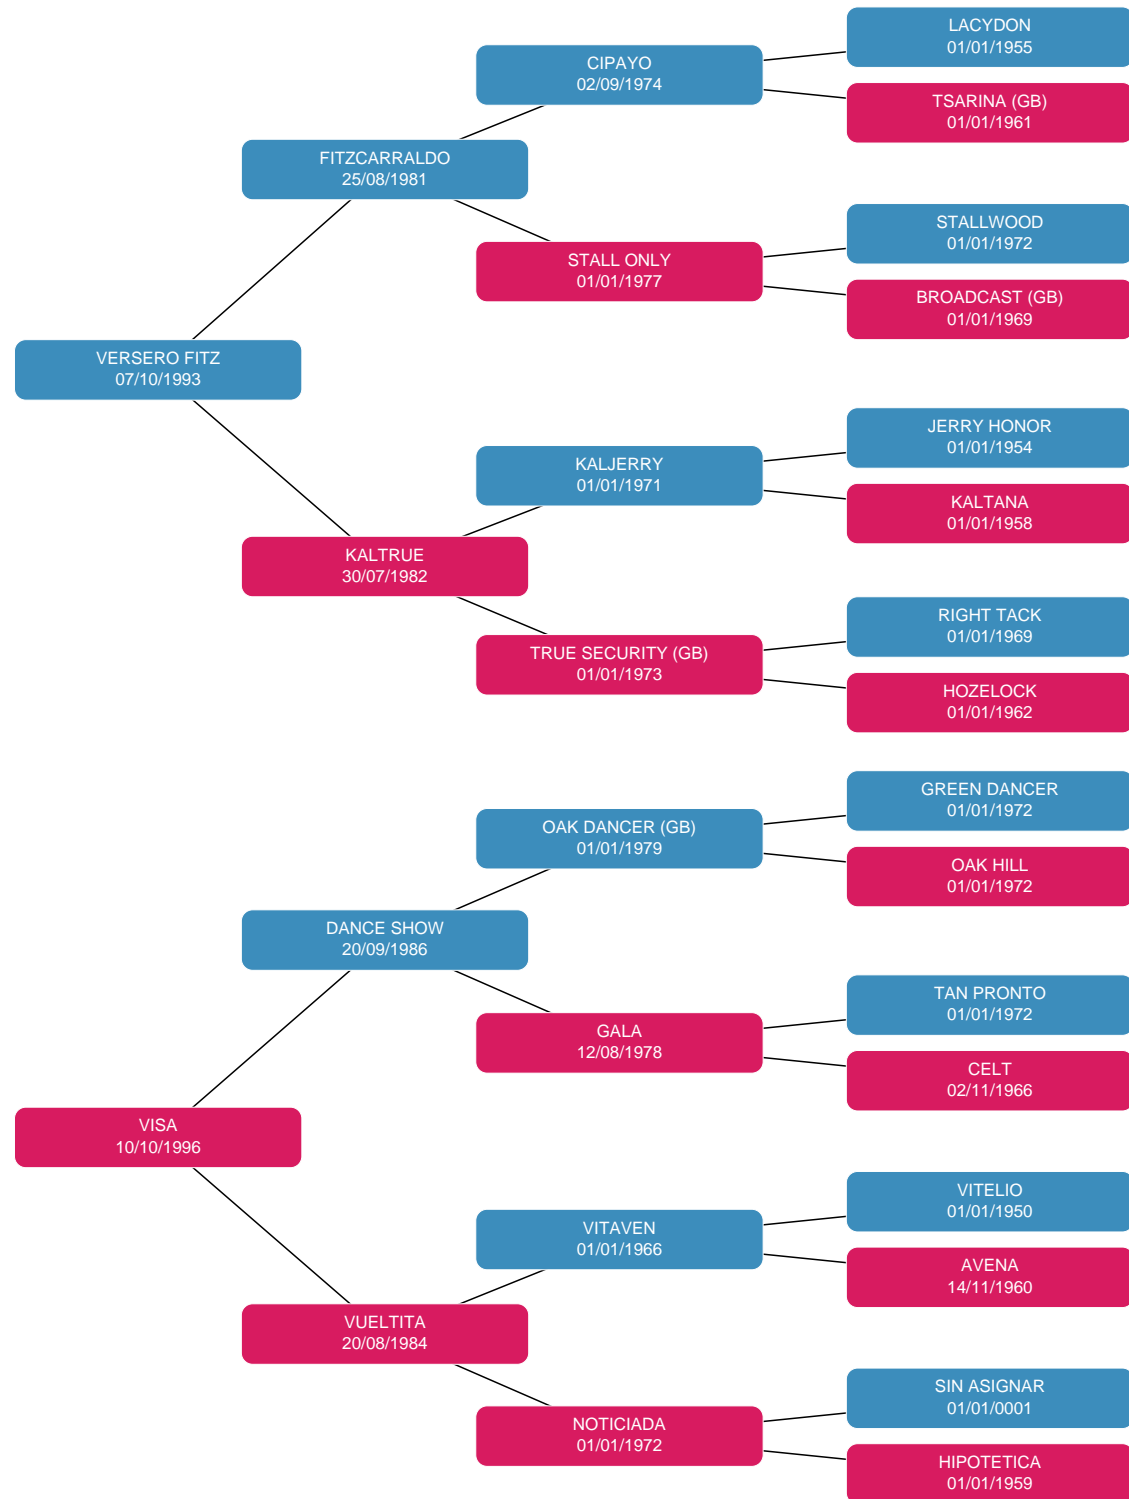 LACYDON
01/01/1955
CIPAYO
02/09/1974
TSARINA (GB)
01/01/1961
FITZCARRALDO
25/08/1981
STALLWOOD
01/01/1972
STALL ONLY
01/01/1977
BROADCAST (GB)
01/01/1969
VERSERO FITZ
07/10/1993
JERRY HONOR
01/01/1954
KALJERRY
01/01/1971
KALTANA
01/01/1958
KALTRUE
30/07/1982
RIGHT TACK
01/01/1969
TRUE SECURITY (GB)
01/01/1973
HOZELOCK
01/01/1962
GREEN DANCER
01/01/1972
OAK DANCER (GB)
01/01/1979
OAK HILL
01/01/1972
DANCE SHOW
20/09/1986
TAN PRONTO
01/01/1972
GALA
12/08/1978
CELT
02/11/1966
VISA
10/10/1996
VITELIO
01/01/1950
VITAVEN
01/01/1966
AVENA
14/11/1960
VUELTITA
20/08/1984
SIN ASIGNAR
01/01/0001
NOTICIADA
01/01/1972
HIPOTETICA
01/01/1959